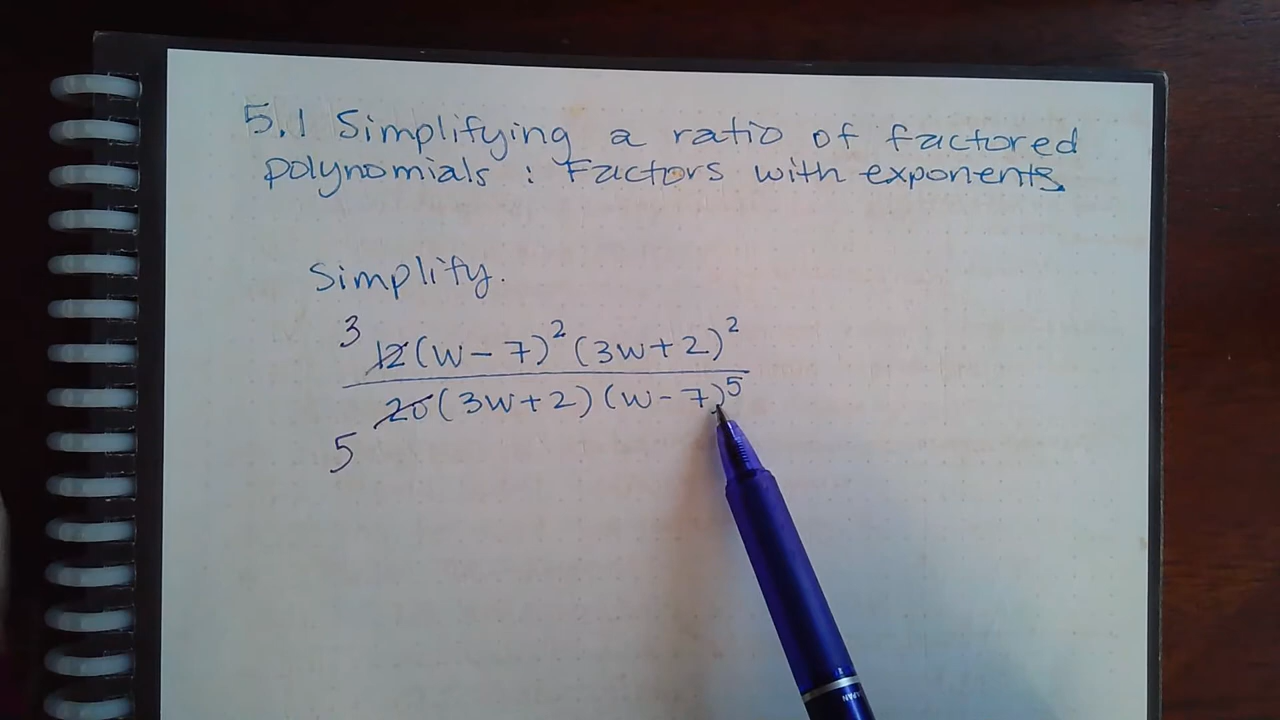 5.1 Simplifying a ratio of factored
polynomials : Factors with exponents
Simplify.
3 12(w-7)^2(3w+2)^2
20(3w+2)(w-7)^5
5